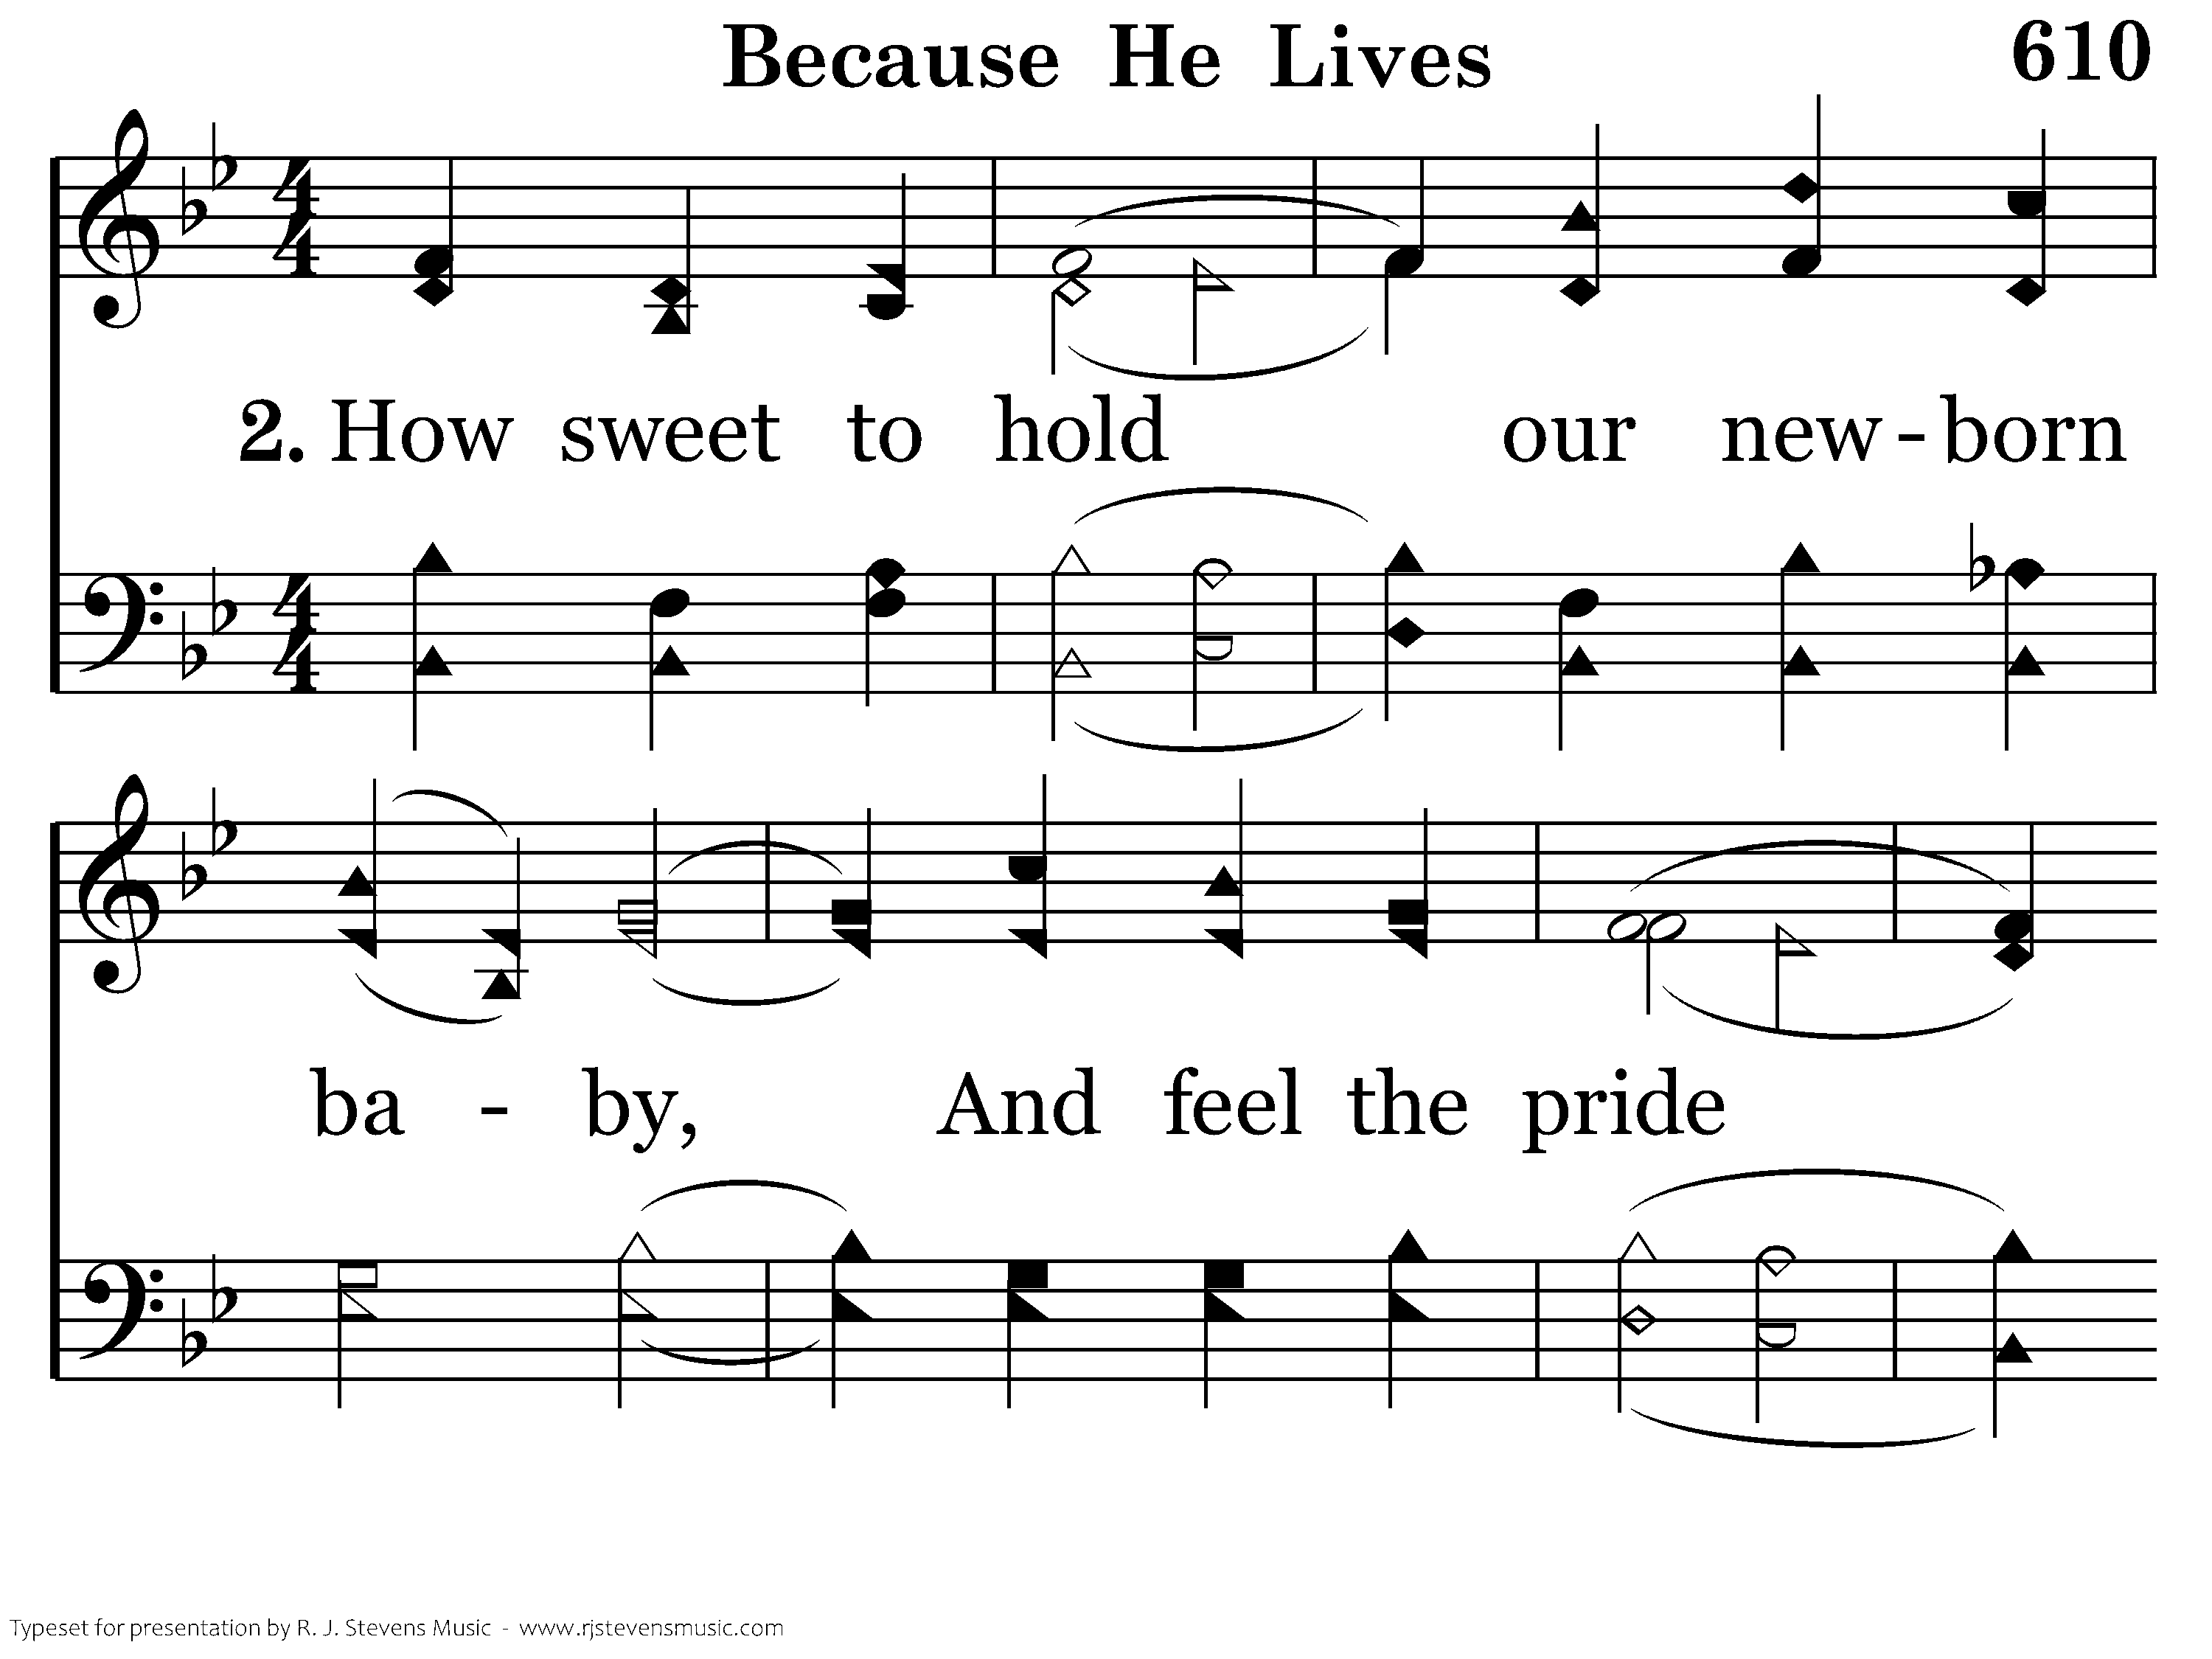 Because He Lives 610
2. How sweet to hold our new-born
ba - by, And feel the pride
Typeset for presentation by R. J. Stevens Music - www.rjstevensmusic.com